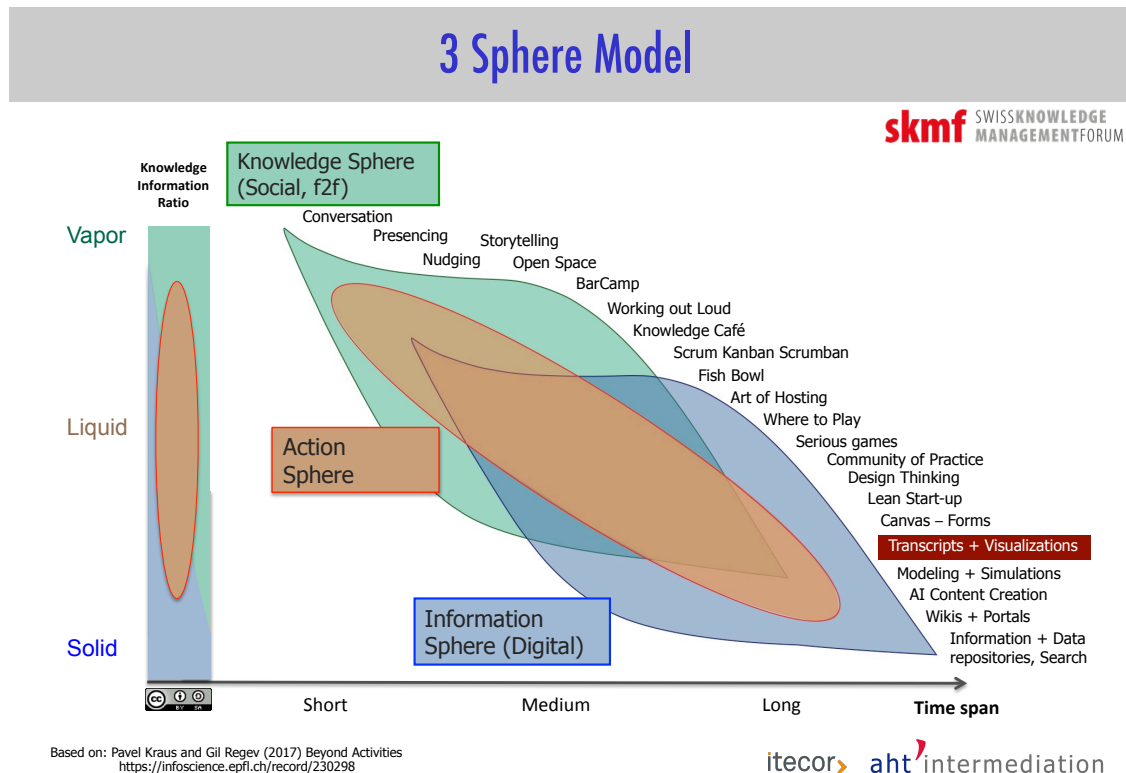 3 Sphere Model
skmf SWISSKNOWLEDGE
MANAGEMENTFORUM
Knowledge
Information
Ratio
Knowledge Sphere
(Social, f2f)
Vapor
Liquid
Solid
Conversation
Presencing
Storytelling
Nudging
Open Space
BarCamp
Working out Loud
Knowledge Café
Scrum Kanban Scrumban
Fish Bowl
Art of Hosting
Where to Play
Serious games
Community of Practice
Design Thinking
Lean Start-up
Canvas – Forms
Transcripts + Visualizations
Modeling + Simulations
AI Content Creation
Wikis + Portals
Information + Data
repositories, Search
Action
Sphere
Information
Sphere (Digital)
cc BY SA
Short
Medium
Long
Time span
Based on: Pavel Kraus and Gil Regev (2017) Beyond Activities
https://infoscience.epfl.ch/record/230298
itecor
aht'intermediation